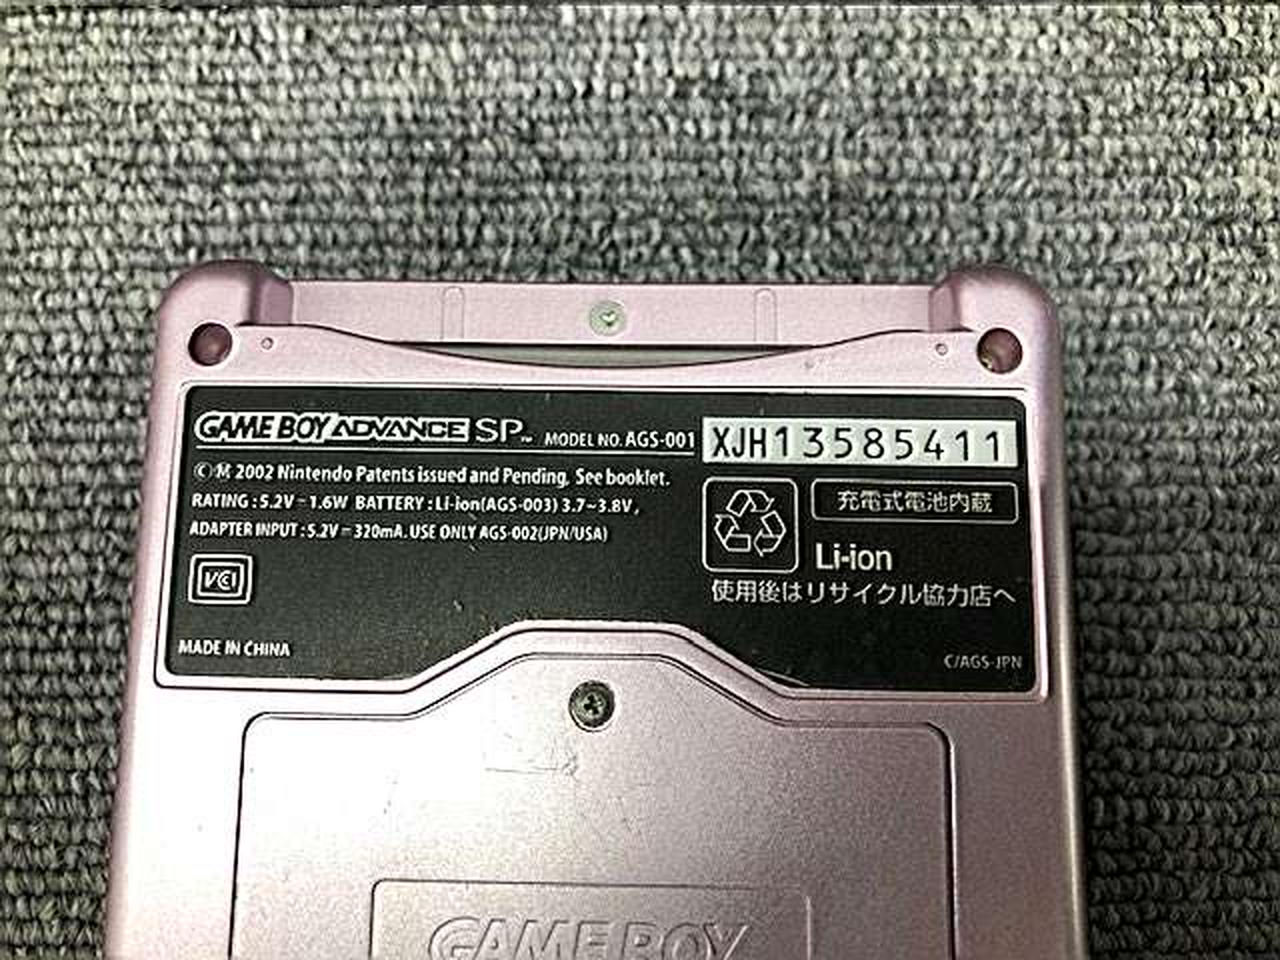 GAME BOY ADVANCE SP™ MODEL NO. AGS-001
XJH13585411
© M 2002 Nintendo Patents issued and Pending, See booklet.
RATING : 5.2V⎓1.6W BATTERY : Li-ion(AGS-003) 3.7~3.8V,
ADAPTER INPUT : 5.2V⎓320mA. USE ONLY AGS-002(JPN/USA)
VCI
MADE IN CHINA
充電式電池内蔵
Li-ion
使用後はリサイクル協力店へ
C/AGS-JPN
GAME BOY